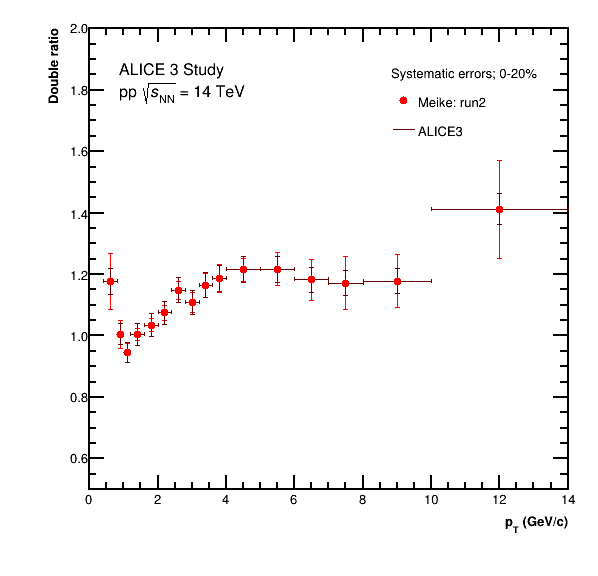 Double ratio
2.0
1.8
1.6
1.4
1.2
1.0
0.8
0.6
ALICE 3 Study
pp √sNN = 14 TeV
Systematic errors; 0-20%
Meike: run2
ALICE3
0 2 4 6 8 10 12 14
pT (GeV/c)